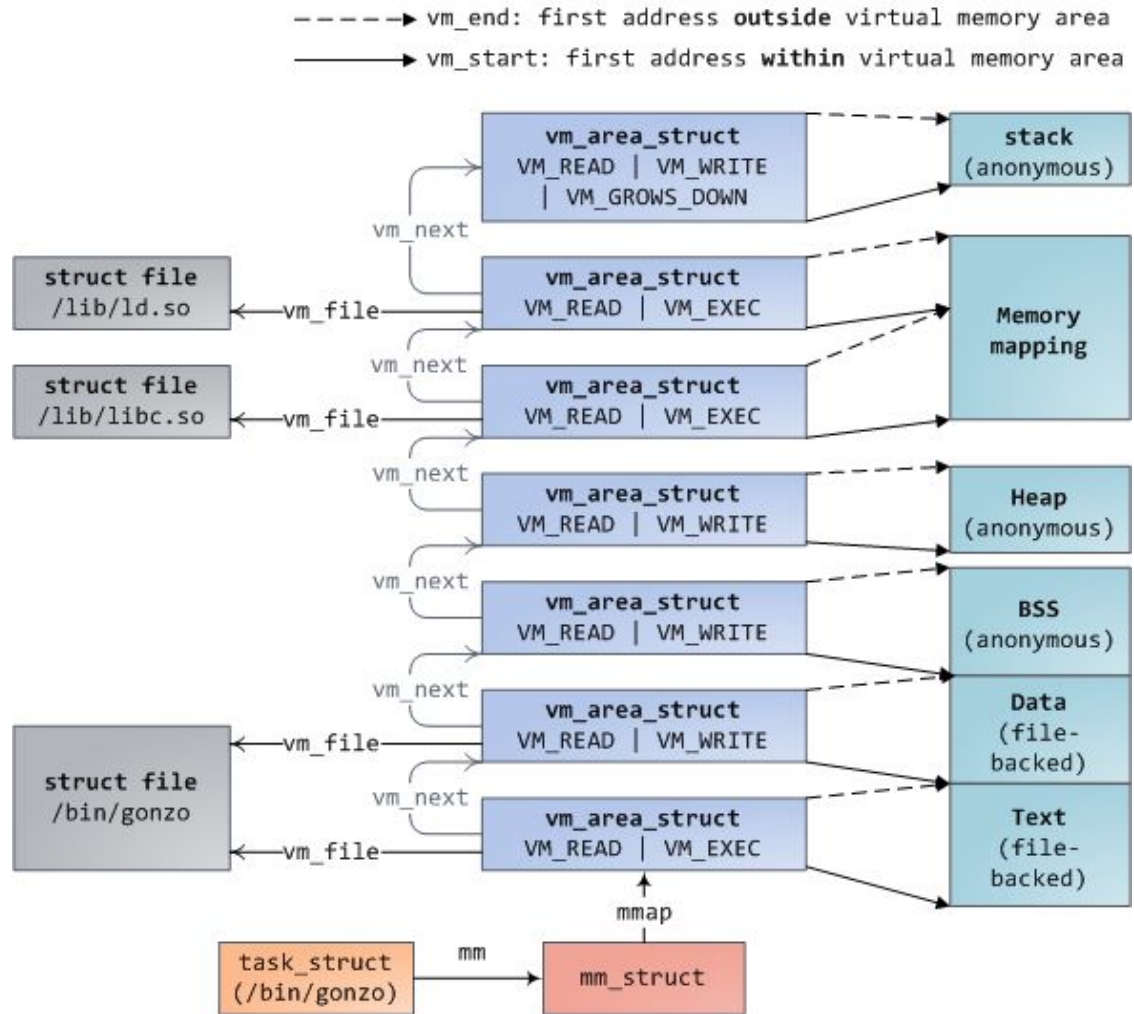 vm_end: first address outside virtual memory area
vm_start: first address within virtual memory area
vm_area_struct
VM_READ | VM_WRITE
| VM_GROWS_DOWN
stack
(anonymous)
vm_next
struct file
/lib/ld.so
vm_file
vm_area_struct
VM_READ | VM_EXEC
Memory
mapping
vm_next
struct file
/lib/libc.so
vm_file
vm_area_struct
VM_READ | VM_EXEC
vm_next
vm_area_struct
VM_READ | VM_WRITE
Heap
(anonymous)
vm_next
vm_area_struct
VM_READ | VM_WRITE
BSS
(anonymous)
vm_next
vm_area_struct
VM_READ | VM_WRITE
Data
(file-
backed)
vm_file
struct file
/bin/gonzo
vm_next
vm_file
vm_area_struct
VM_READ | VM_EXEC
Text
(file-
backed)
mmap
task_struct
(/bin/gonzo)
mm
mm_struct